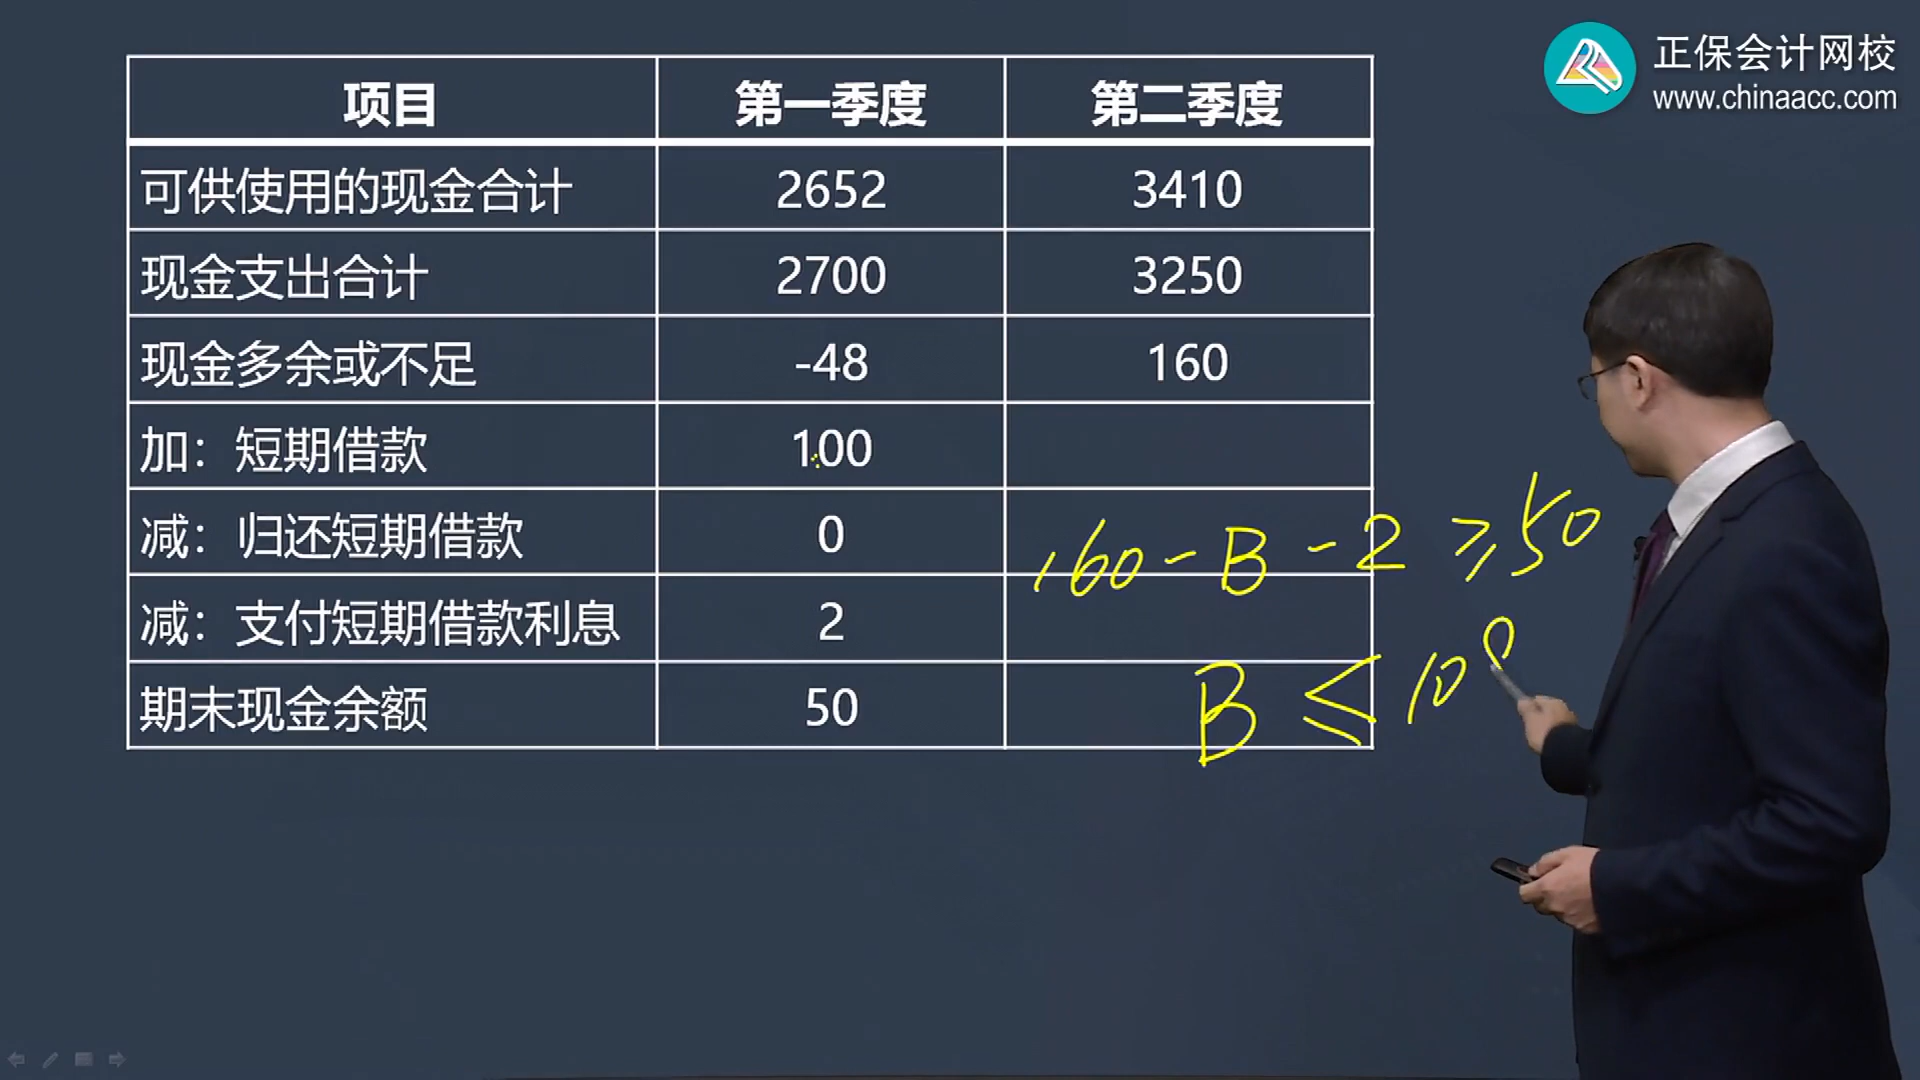 正保会计网校
www.chinaacc.com
项目 第一季度 第二季度
可供使用的现金合计 2652 3410
现金支出合计 2700 3250
现金多余或不足 -48 160
加：短期借款 100
减：归还短期借款 0
160-B-2≥50
减：支付短期借款利息 2
期末现金余额 50
B≤108